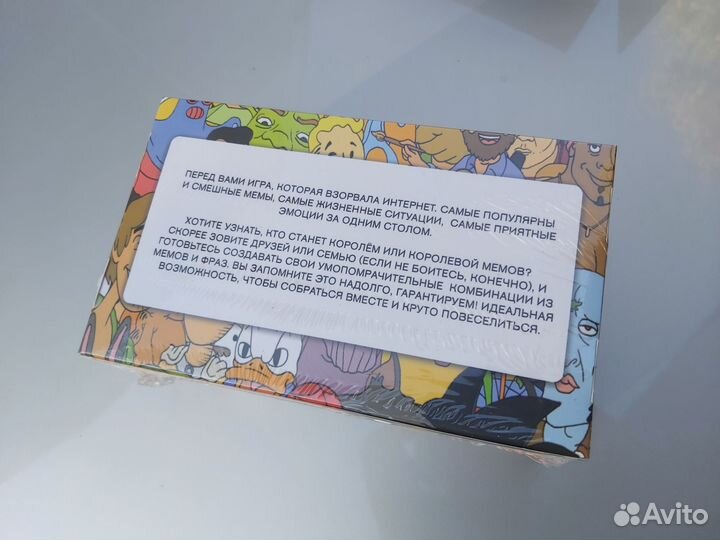 ПЕРЕД ВАМИ ИГРА, КОТОРАЯ ВЗОРВАЛА ИНТЕРНЕТ. САМЫЕ ПОПУЛЯРНЫ
И СМЕШНЫЕ МЕМЫ, САМЫЕ ЖИЗНЕННЫЕ СИТУАЦИИ, САМЫЕ ПРИЯТНЫЕ
ЭМОЦИИ ЗА ОДНИМ СТОЛОМ.
ХОТИТЕ УЗНАТЬ, КТО СТАНЕТ КОРОЛЁМ ИЛИ КОРОЛЕВОЙ МЕМОВ?
СКОРЕЕ ЗОВИТЕ ДРУЗЕЙ ИЛИ СЕМЬЮ (ЕСЛИ НЕ БОИТЕСЬ, КОНЕЧНО), И
ГОТОВЬТЕСЬ СОЗДАВАТЬ СВОИ УМОПОМРАЧИТЕЛЬНЫЕ КОМБИНАЦИИ ИЗ
МЕМОВ И ФРАЗ. ВЫ ЗАПОМНИТЕ ЭТО НАДОЛГО, ГАРАНТИРУЕМ! ИДЕАЛЬНАЯ
ВОЗМОЖНОСТЬ, ЧТОБЫ СОБРАТЬСЯ ВМЕСТЕ И КРУТО ПОВЕСЕЛИТЬСЯ.
Avito